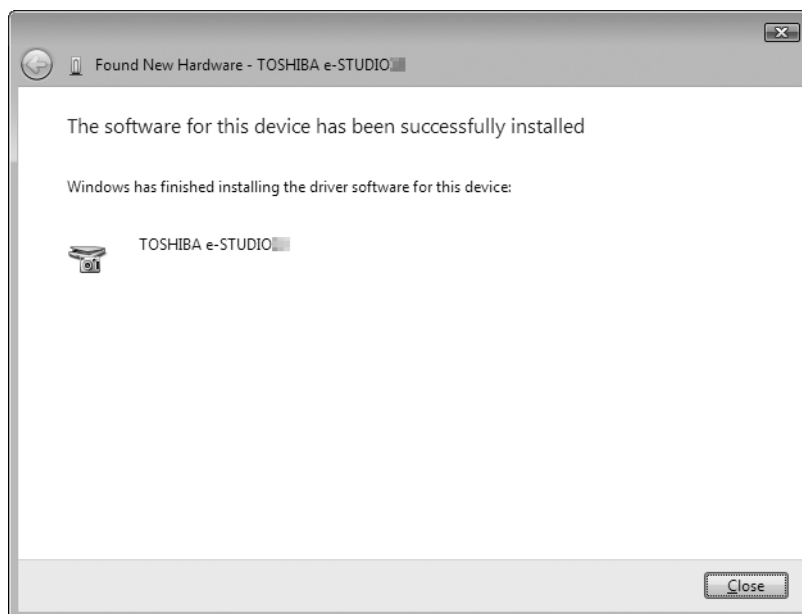 Found New Hardware - TOSHIBA e-STUDIO
The software for this device has been successfully installed
Windows has finished installing the driver software for this device:
TOSHIBA e-STUDIO
Close